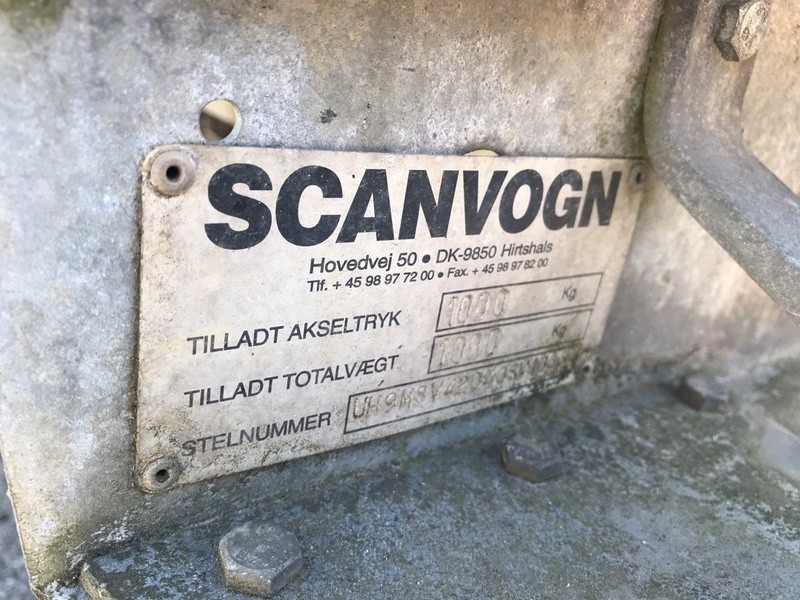 SCANVOGN
Hovedvej 50 • DK-9850 Hirtshals
Tlf. + 45 98 97 72 00 • Fax. + 45 98 97 82 00
TILLADT AKSELTRYK 1000 Kg
TILLADT TOTALVÆGT 1000 Kg
STELNUMMER